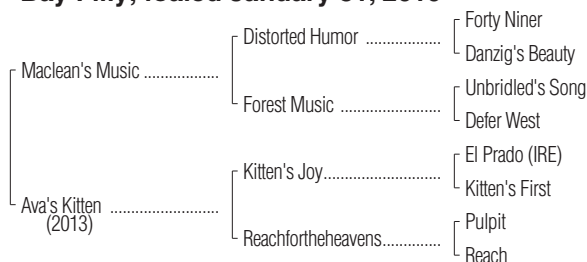 Forty Niner
Distorted Humor ..................
Danzig's Beauty
Maclean's Music ..................
Unbridled's Song
Forest Music ........................
Defer West
El Prado (IRE)
Kitten's Joy...........................
Kitten's First
Ava's Kitten ..........................
(2013)
Pulpit
Reachfortheheavens..............
Reach